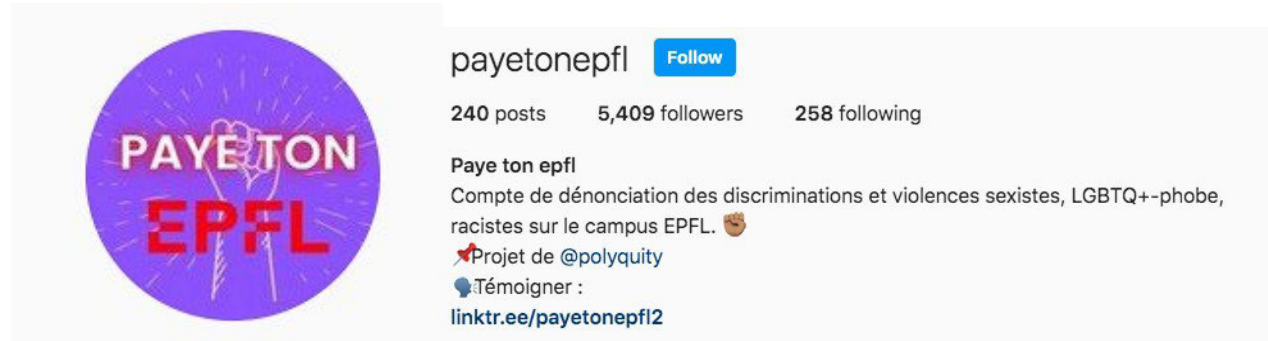 PAYE TON
EPFL
payetonepfl Follow
240 posts 5,409 followers 258 following
Paye ton epfl
Compte de dénonciation des discriminations et violences sexistes, LGBTQ+-phobe,
racistes sur le campus EPFL. ✊🏽
📌Projet de @polyquity
🗣️Témoigner :
linktr.ee/payetonepfl2